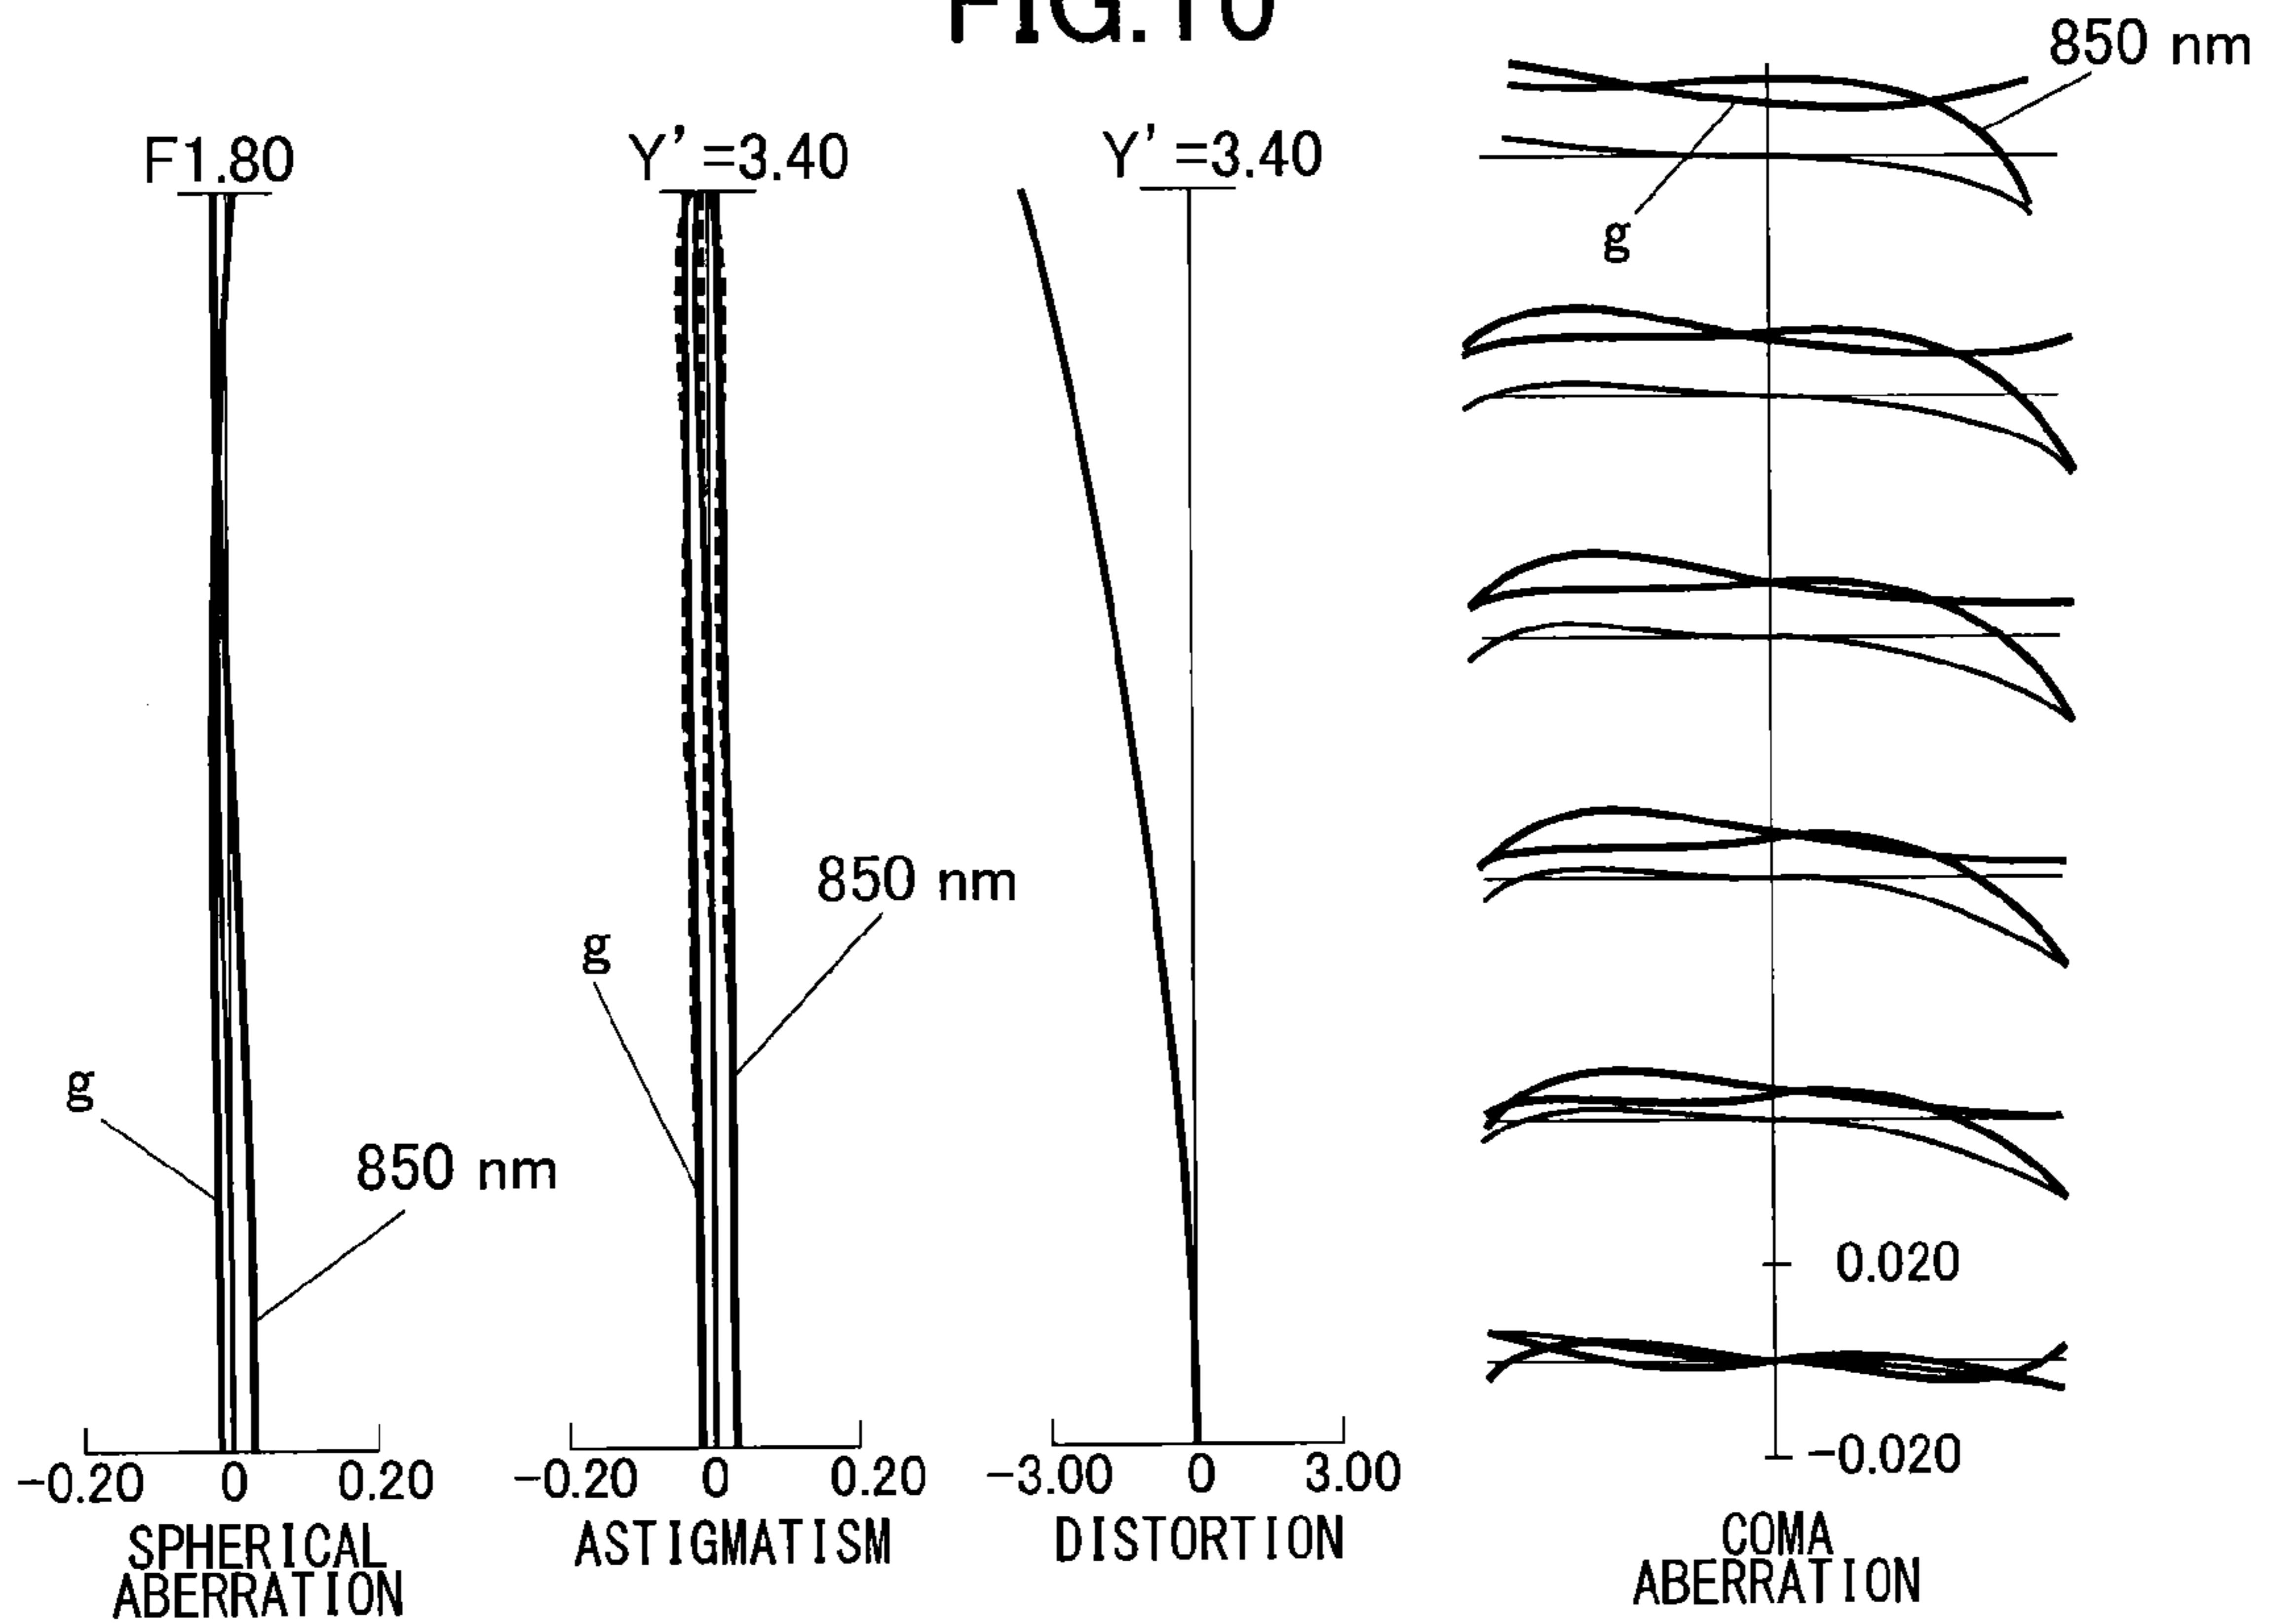 FIG.10
F1.80
g
850 nm
-0.20 0 0.20
SPHERICAL
ABERRATION
Y'=3.40
g
850 nm
-0.20 0 0.20
ASTIGMATISM
Y'=3.40
-3.00 0 3.00
DISTORTION
850 nm
g
0.020
-0.020
COMA
ABERRATION